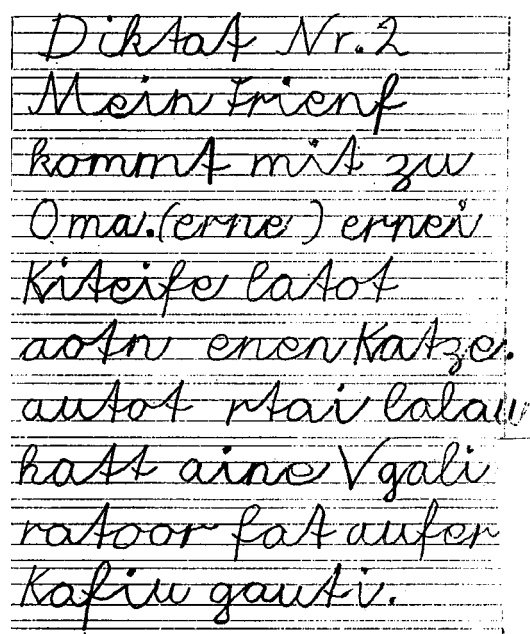 Diktat Nr. 2
Mein Frienf
kommt mit zu
Oma. (erne) ernei
Kiteife latot
aotn enen Katze.
autot rtai lalau
hatt aine Vgali
ratoor fat aufer
Kafiu gauti.